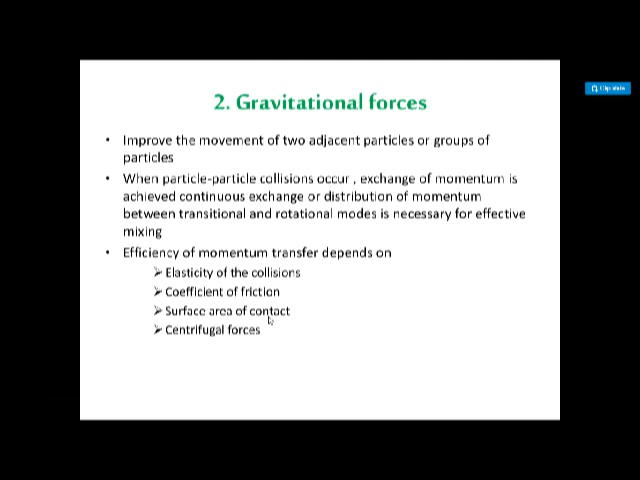 2. Gravitational forces
• Improve the movement of two adjacent particles or groups of
particles
• When particle-particle collisions occur , exchange of momentum is
achieved continuous exchange or distribution of momentum
between transitional and rotational modes is necessary for effective
mixing
• Efficiency of momentum transfer depends on
➢ Elasticity of the collisions
➢ Coefficient of friction
➢ Surface area of contact
➢ Centrifugal forces